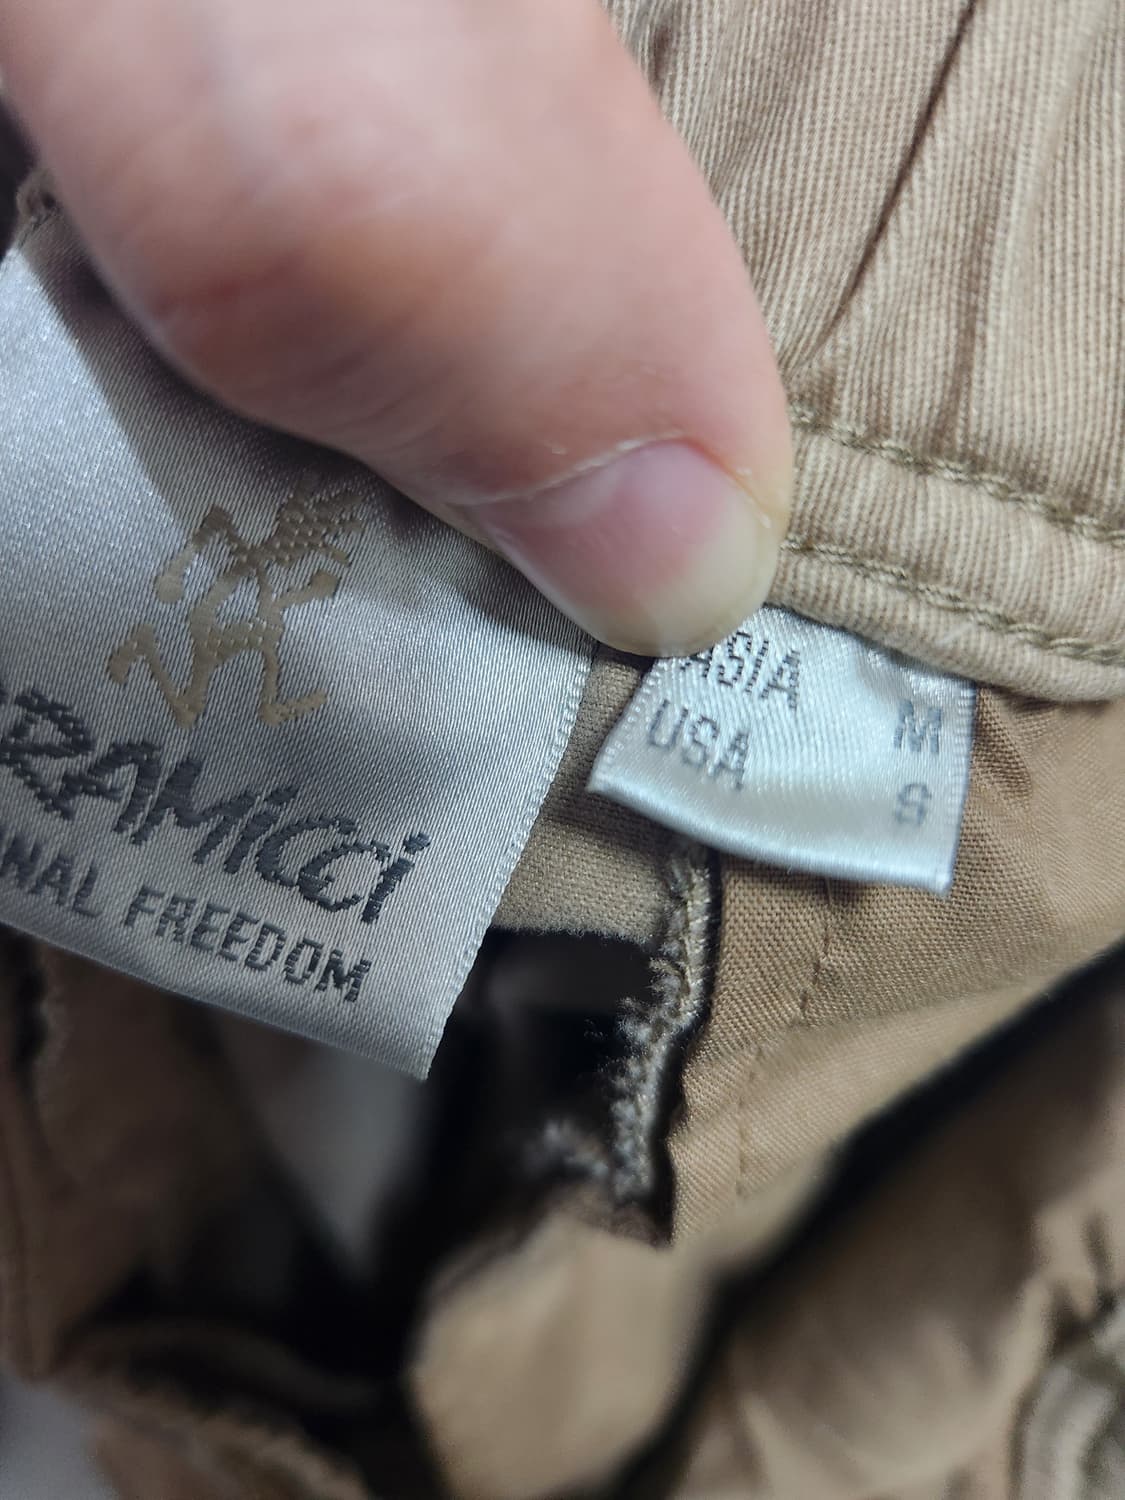 RAMicci
NAL FREEDOM
ASIA M
USA S